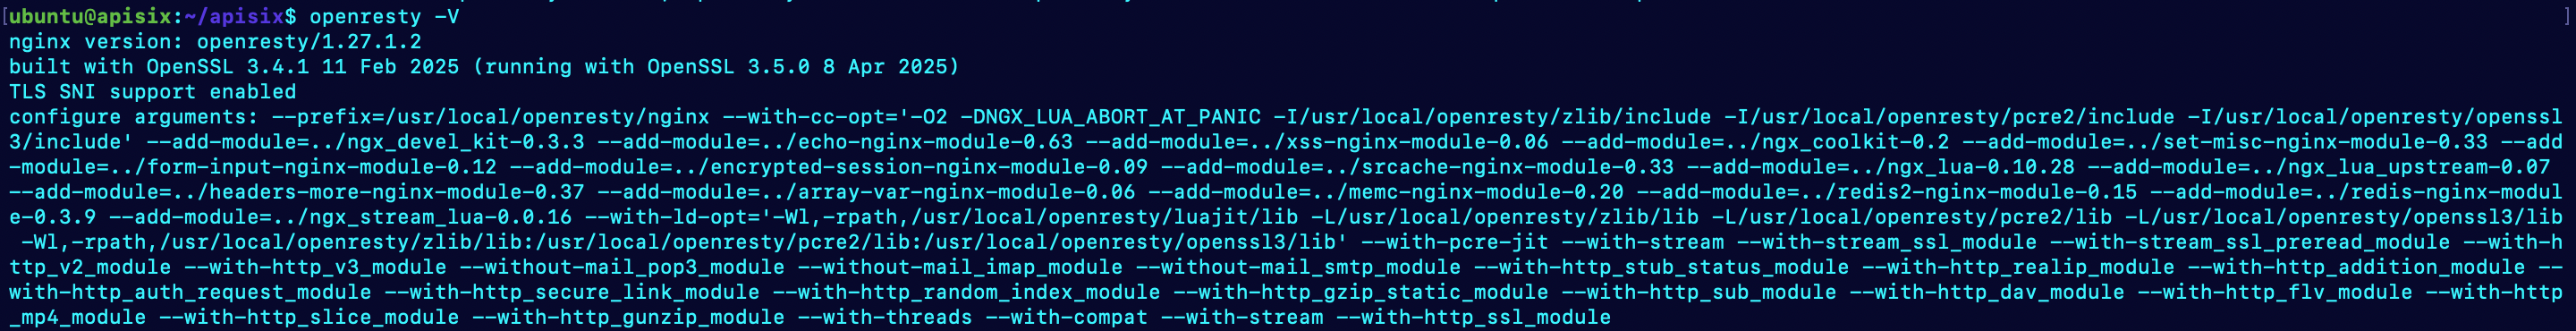 [ubuntu@apisix:~/apisix$ openresty -V ]
nginx version: openresty/1.27.1.2
built with OpenSSL 3.4.1 11 Feb 2025 (running with OpenSSL 3.5.0 8 Apr 2025)
TLS SNI support enabled
configure arguments: --prefix=/usr/local/openresty/nginx --with-cc-opt='-O2 -DNGX_LUA_ABORT_AT_PANIC -I/usr/local/openresty/zlib/include -I/usr/local/openresty/pcre2/include -I/usr/local/openresty/openssl
3/include' --add-module=../ngx_devel_kit-0.3.3 --add-module=../echo-nginx-module-0.63 --add-module=../xss-nginx-module-0.06 --add-module=../ngx_coolkit-0.2 --add-module=../set-misc-nginx-module-0.33 --add
-module=../form-input-nginx-module-0.12 --add-module=../encrypted-session-nginx-module-0.09 --add-module=../srcache-nginx-module-0.33 --add-module=../ngx_lua-0.10.28 --add-module=../ngx_lua_upstream-0.07
--add-module=../headers-more-nginx-module-0.37 --add-module=../array-var-nginx-module-0.06 --add-module=../memc-nginx-module-0.20 --add-module=../redis2-nginx-module-0.15 --add-module=../redis-nginx-modul
e-0.3.9 --add-module=../ngx_stream_lua-0.0.16 --with-ld-opt='-Wl,-rpath,/usr/local/openresty/luajit/lib -L/usr/local/openresty/zlib/lib -L/usr/local/openresty/pcre2/lib -L/usr/local/openresty/openssl3/lib
-Wl,-rpath,/usr/local/openresty/zlib/lib:/usr/local/openresty/pcre2/lib:/usr/local/openresty/openssl3/lib' --with-pcre-jit --with-stream --with-stream_ssl_module --with-stream_ssl_preread_module --with-h
ttp_v2_module --with-http_v3_module --without-mail_pop3_module --without-mail_imap_module --without-mail_smtp_module --with-http_stub_status_module --with-http_realip_module --with-http_addition_module --
with-http_auth_request_module --with-http_secure_link_module --with-http_random_index_module --with-http_gzip_static_module --with-http_sub_module --with-http_dav_module --with-http_flv_module --with-http
_mp4_module --with-http_slice_module --with-http_gunzip_module --with-threads --with-compat --with-stream --with-http_ssl_module